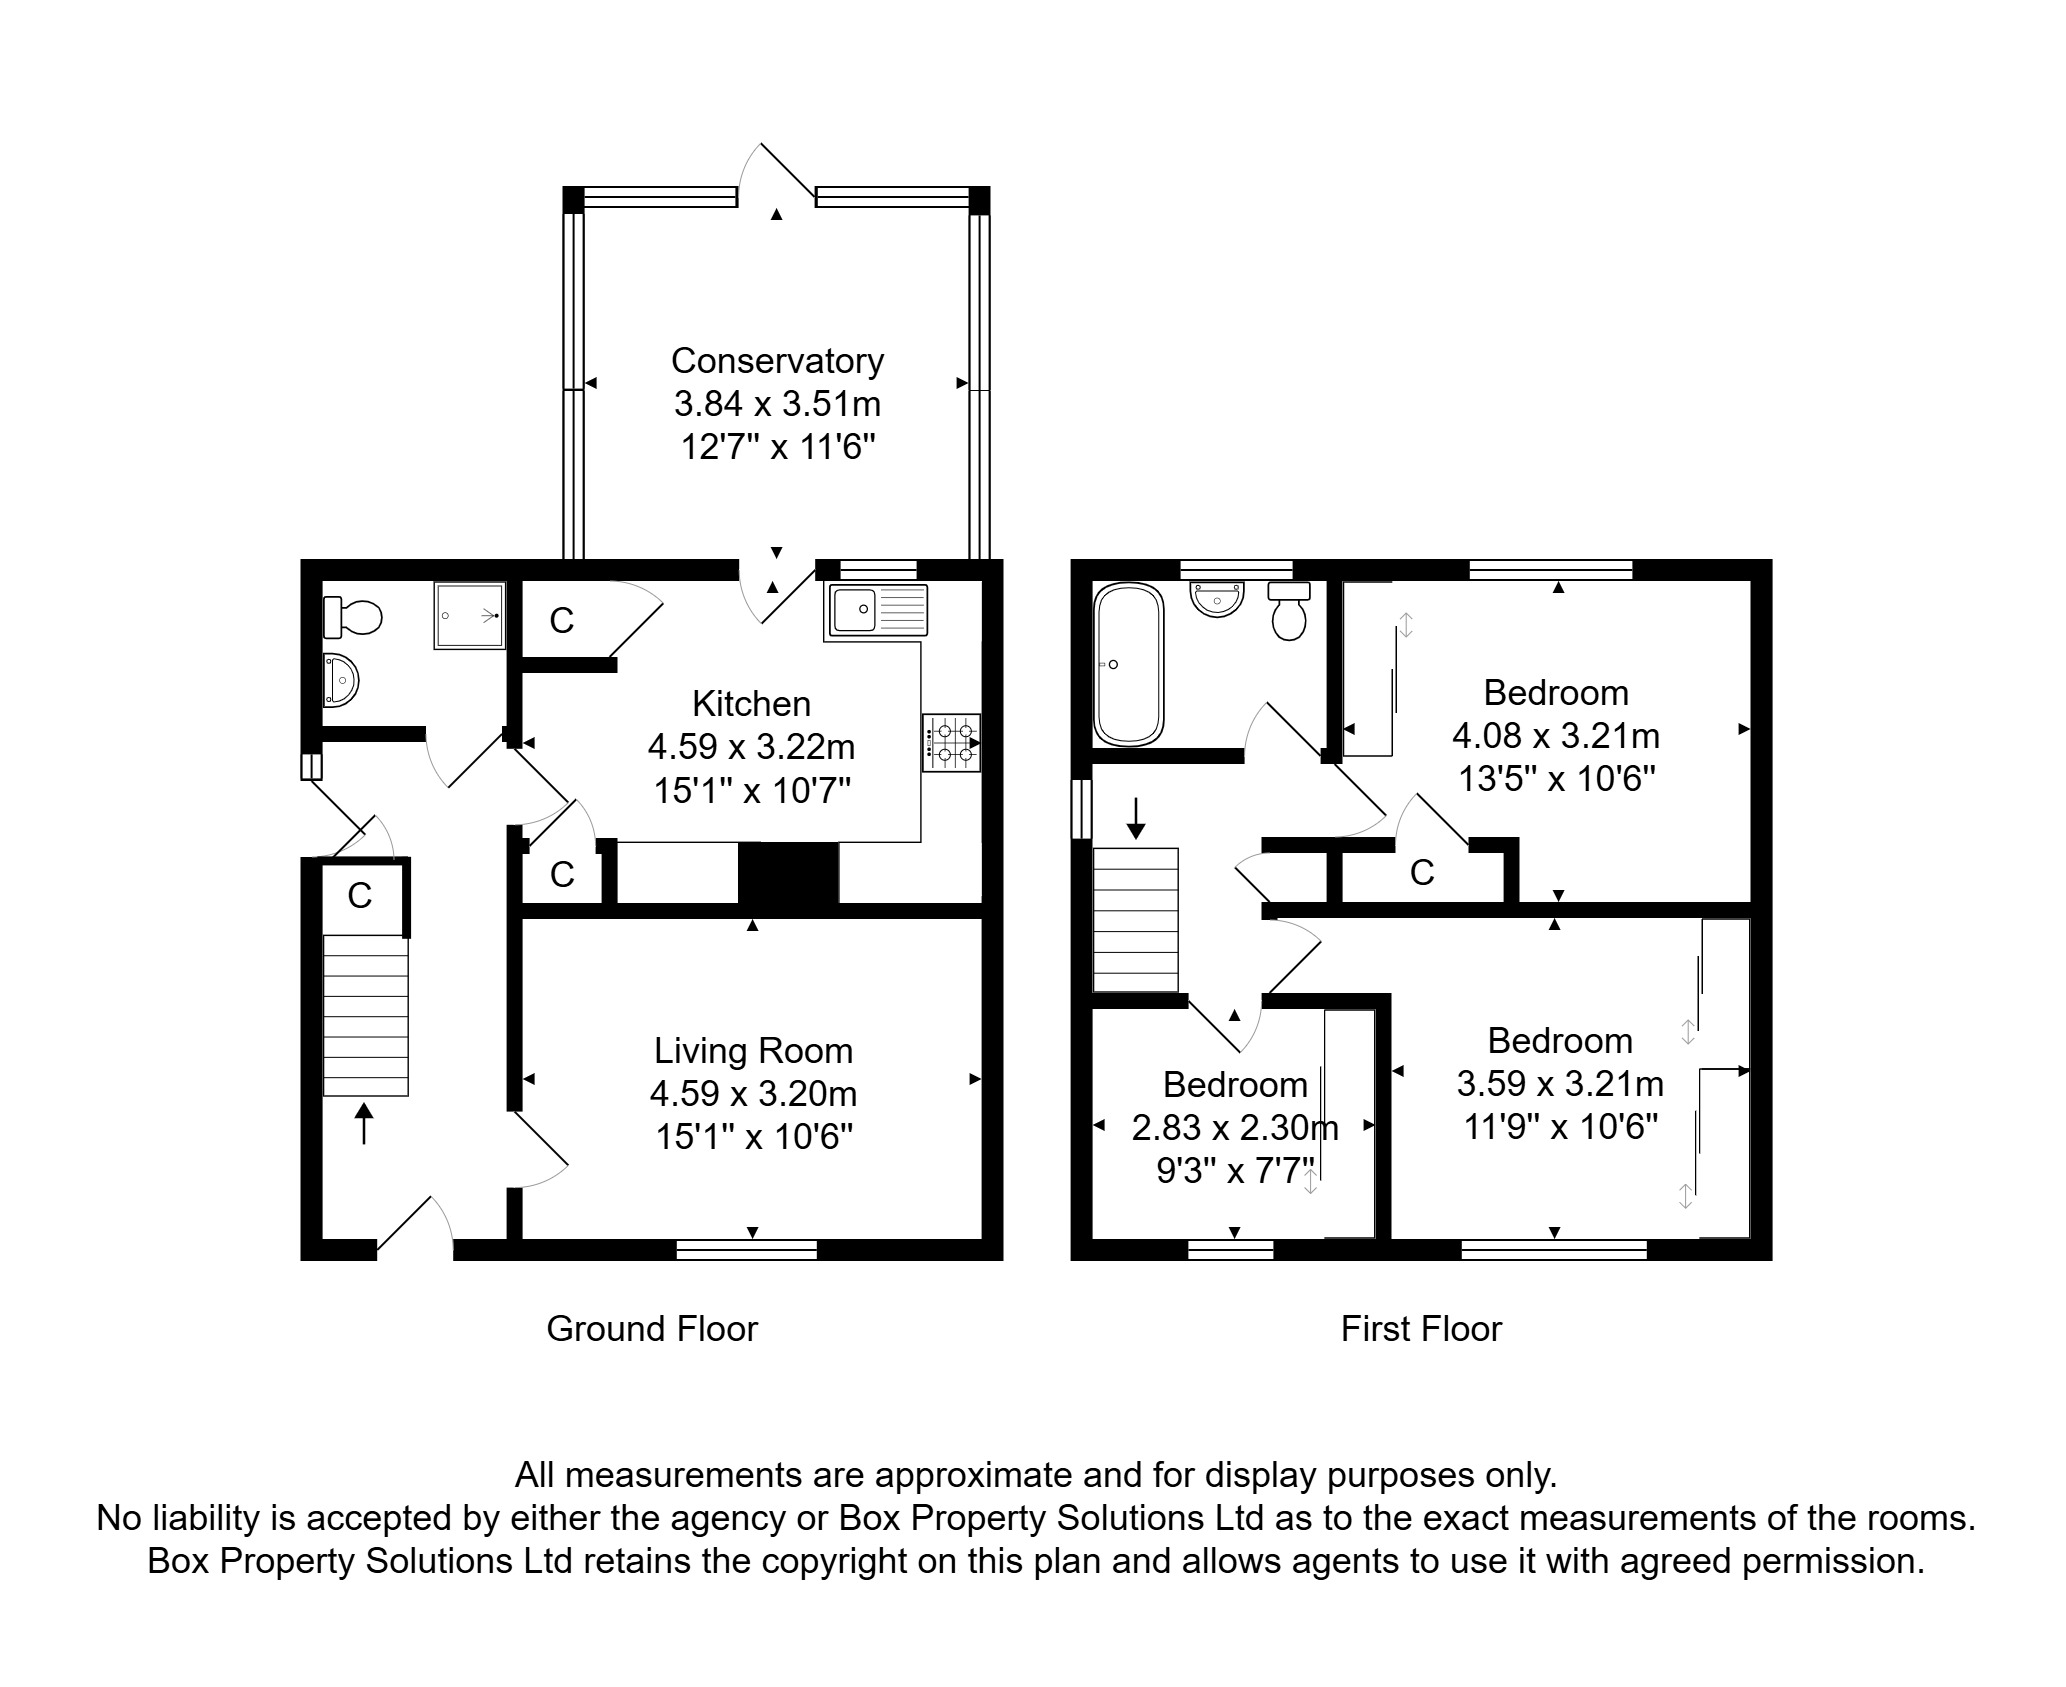 Conservatory
3.84 x 3.51m
12'7" x 11'6"
C
Kitchen
4.59 x 3.22m
15'1" x 10'7"
C
C
Living Room
4.59 x 3.20m
15'1" x 10'6"
Ground Floor
Bedroom
4.08 x 3.21m
13'5" x 10'6"
C
Bedroom
3.59 x 3.21m
11'9" x 10'6"
Bedroom
2.83 x 2.30m
9'3" x 7'7"
First Floor
All measurements are approximate and for display purposes only.
No liability is accepted by either the agency or Box Property Solutions Ltd as to the exact measurements of the rooms.
Box Property Solutions Ltd retains the copyright on this plan and allows agents to use it with agreed permission.